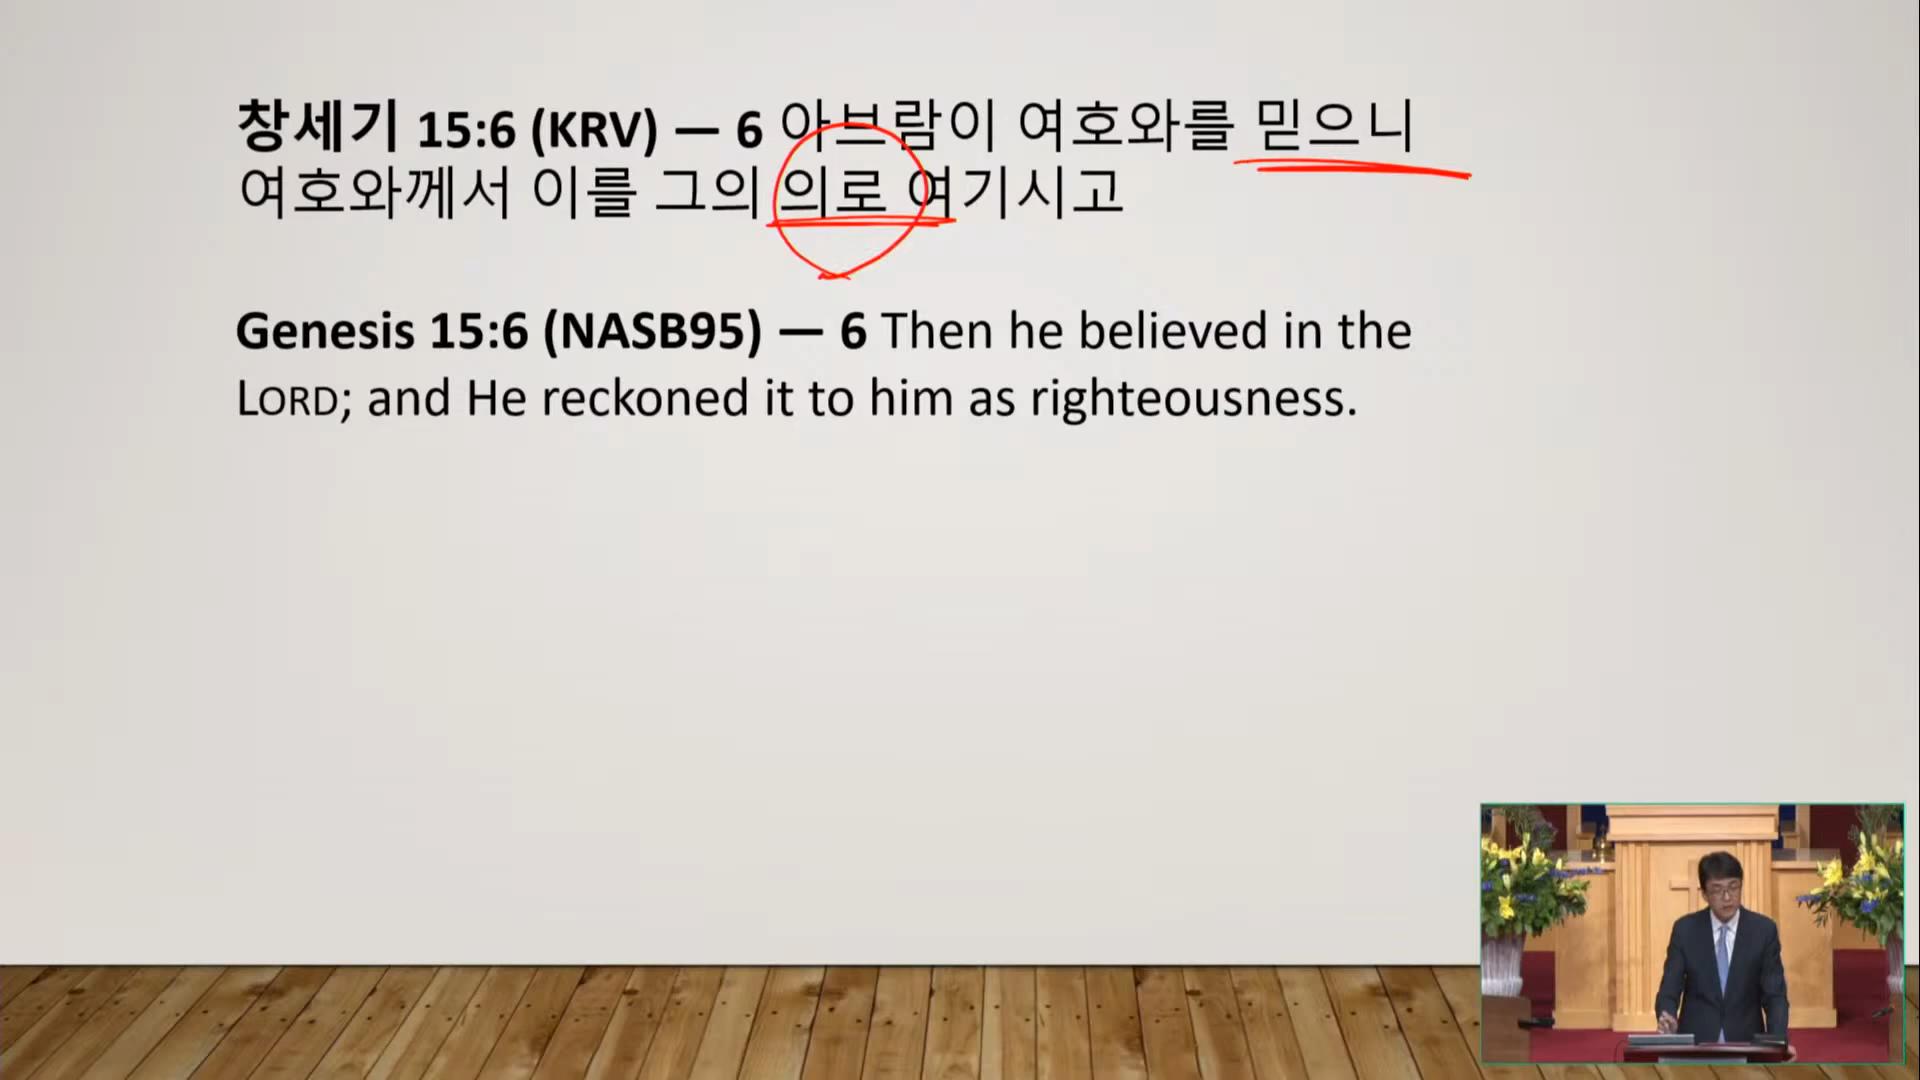 창세기 15:6 (KRV) — 6 아브람이 여호와를 믿으니
여호와께서 이를 그의 의로 여기시고
Genesis 15:6 (NASB95) — 6 Then he believed in the
LORD; and He reckoned it to him as righteousness.